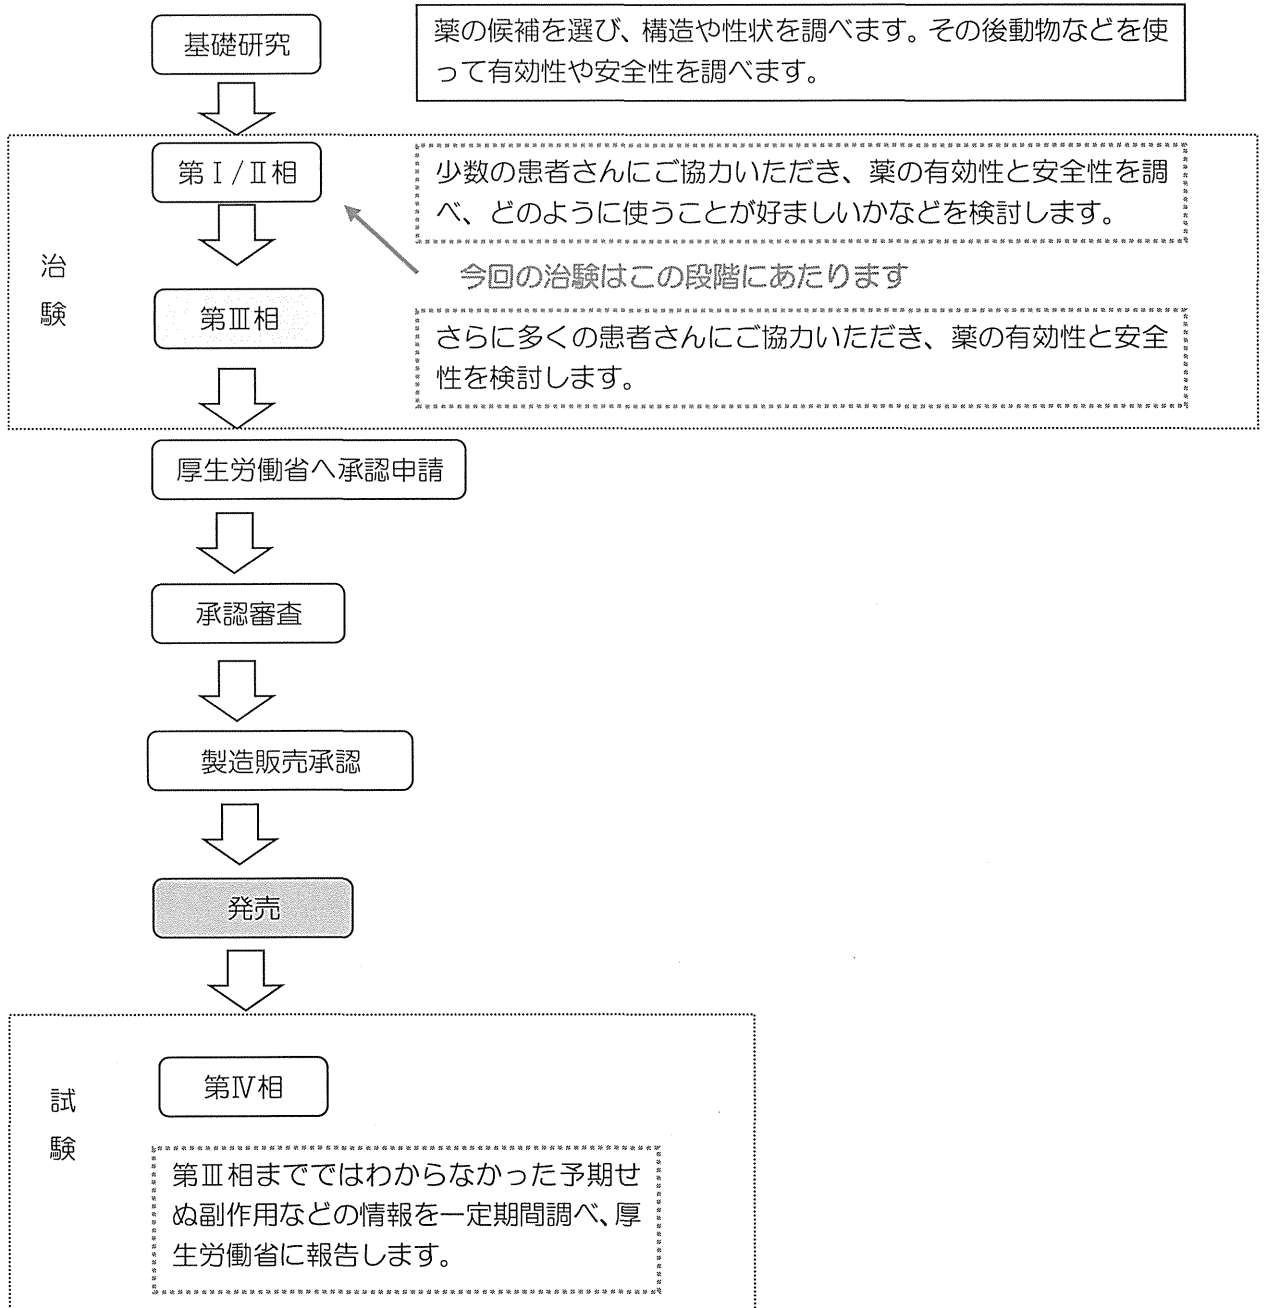 基礎研究
薬の候補を選び、構造や性状を調べます。その後動物などを使
って有効性や安全性を調べます。
治
験
第Ⅰ/Ⅱ相
少数の患者さんにご協力いただき、薬の有効性と安全性を調
べ、どのように使うことが好ましいかなどを検討します。
今回の治験はこの段階にあたります
第Ⅲ相
さらに多くの患者さんにご協力いただき、薬の有効性と安全
性を検討します。
厚生労働省へ承認申請
承認審査
製造販売承認
発売
試
験
第Ⅳ相
第Ⅲ相までではわからなかった予期せ
ぬ副作用などの情報を一定期間調べ、厚
生労働省に報告します。